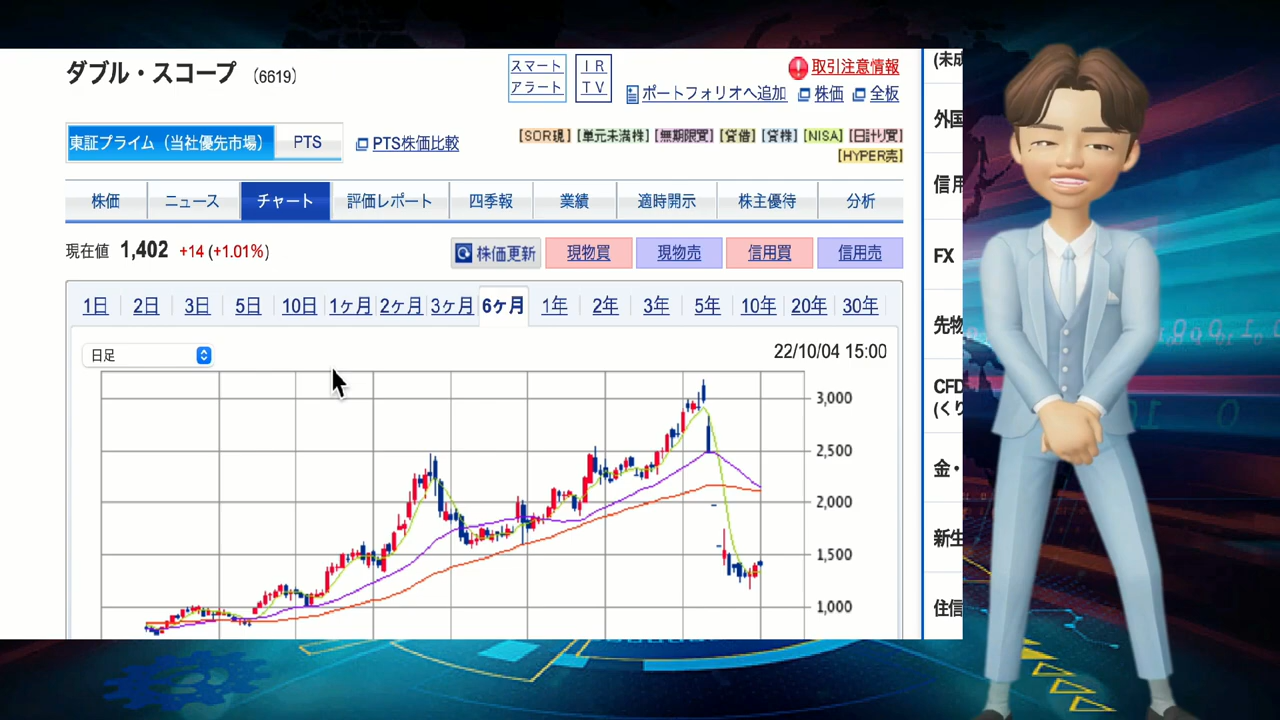 ダブル・スコープ (6619)
スマート
アラート
IR
TV
取引注意情報
ポートフォリオへ追加 株価 全板
東証プライム（当社優先市場） PTS PTS株価比較
[SOR現] [単元未満株] [無期限寛] [貸借] [貸株] [NISA] [日計り寛]
[HYPER売]
株価 ニュース チャート 評価レポート 四季報 業績 適時開示 株主優待 分析
現在値 1,402 +14 (+1.01%) 株価更新 現物買 現物売 信用買 信用売
1日 2日 3日 5日 10日 1ヶ月 2ヶ月 3ヶ月 6ヶ月 1年 2年 3年 5年 10年 20年 30年
日足 22/10/04 15:00
3,000
2,500
2,000
1,500
1,000
(未成
外国
信用
FX
先物
CFD
(くり
金・
新生
住信